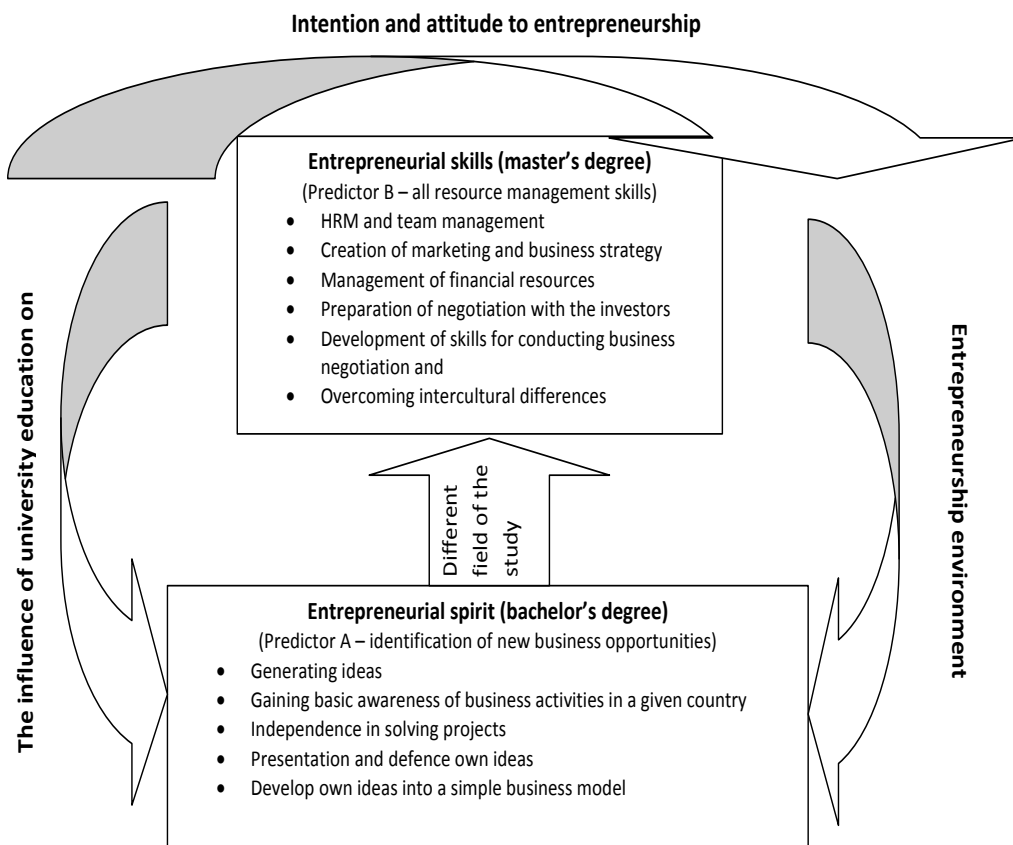 Intention and attitude to entrepreneurship
Entrepreneurial skills (master's degree)
(Predictor B – all resource management skills)
• HRM and team management
• Creation of marketing and business strategy
• Management of financial resources
• Preparation of negotiation with the investors
• Development of skills for conducting business
negotiation and
• Overcoming intercultural differences
The influence of university education on
Entrepreneurship environment
Different
field of the
study
Entrepreneurial spirit (bachelor's degree)
(Predictor A – identification of new business opportunities)
• Generating ideas
• Gaining basic awareness of business activities in a given country
• Independence in solving projects
• Presentation and defence own ideas
• Develop own ideas into a simple business model